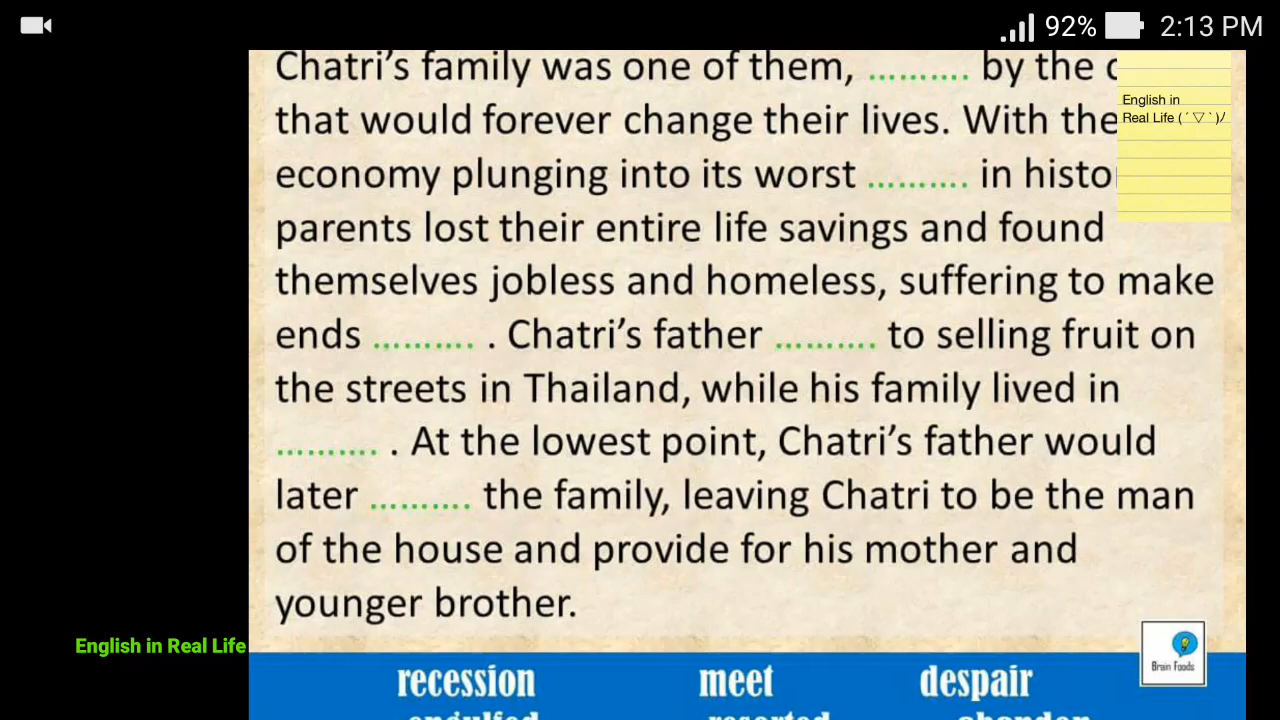 92% 2:13 PM
Chatri's family was one of them, .......... by the
that would forever change their lives. With the
economy plunging into its worst .......... in
parents lost their entire life savings and found
themselves jobless and homeless, suffering to make
ends .......... . Chatri's father .......... to selling fruit on
the streets in Thailand, while his family lived in
.......... . At the lowest point, Chatri's father would
later .......... the family, leaving Chatri to be the man
of the house and provide for his mother and
younger brother.
English in
Real Life (´▽`)/
English in Real Life
Brain Foods
recession meet despair
engulfed resorted abandon